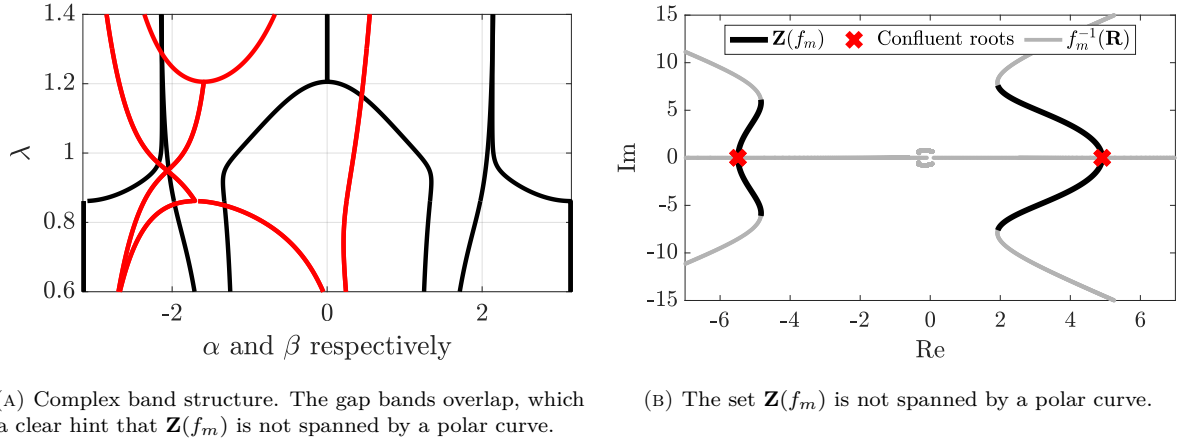 1.4
1.2
1
0.8
0.6
λ
-2
0
2
α and β respectively
15
10
5
0
-5
-10
-15
Im
Z(f_m)
Confluent roots
f_m^{-1}(R)
-6
-4
-2
0
2
4
6
Re
(A) Complex band structure. The gap bands overlap, which
a clear hint that Z(f_m) is not spanned by a polar curve.
(B) The set Z(f_m) is not spanned by a polar curve.